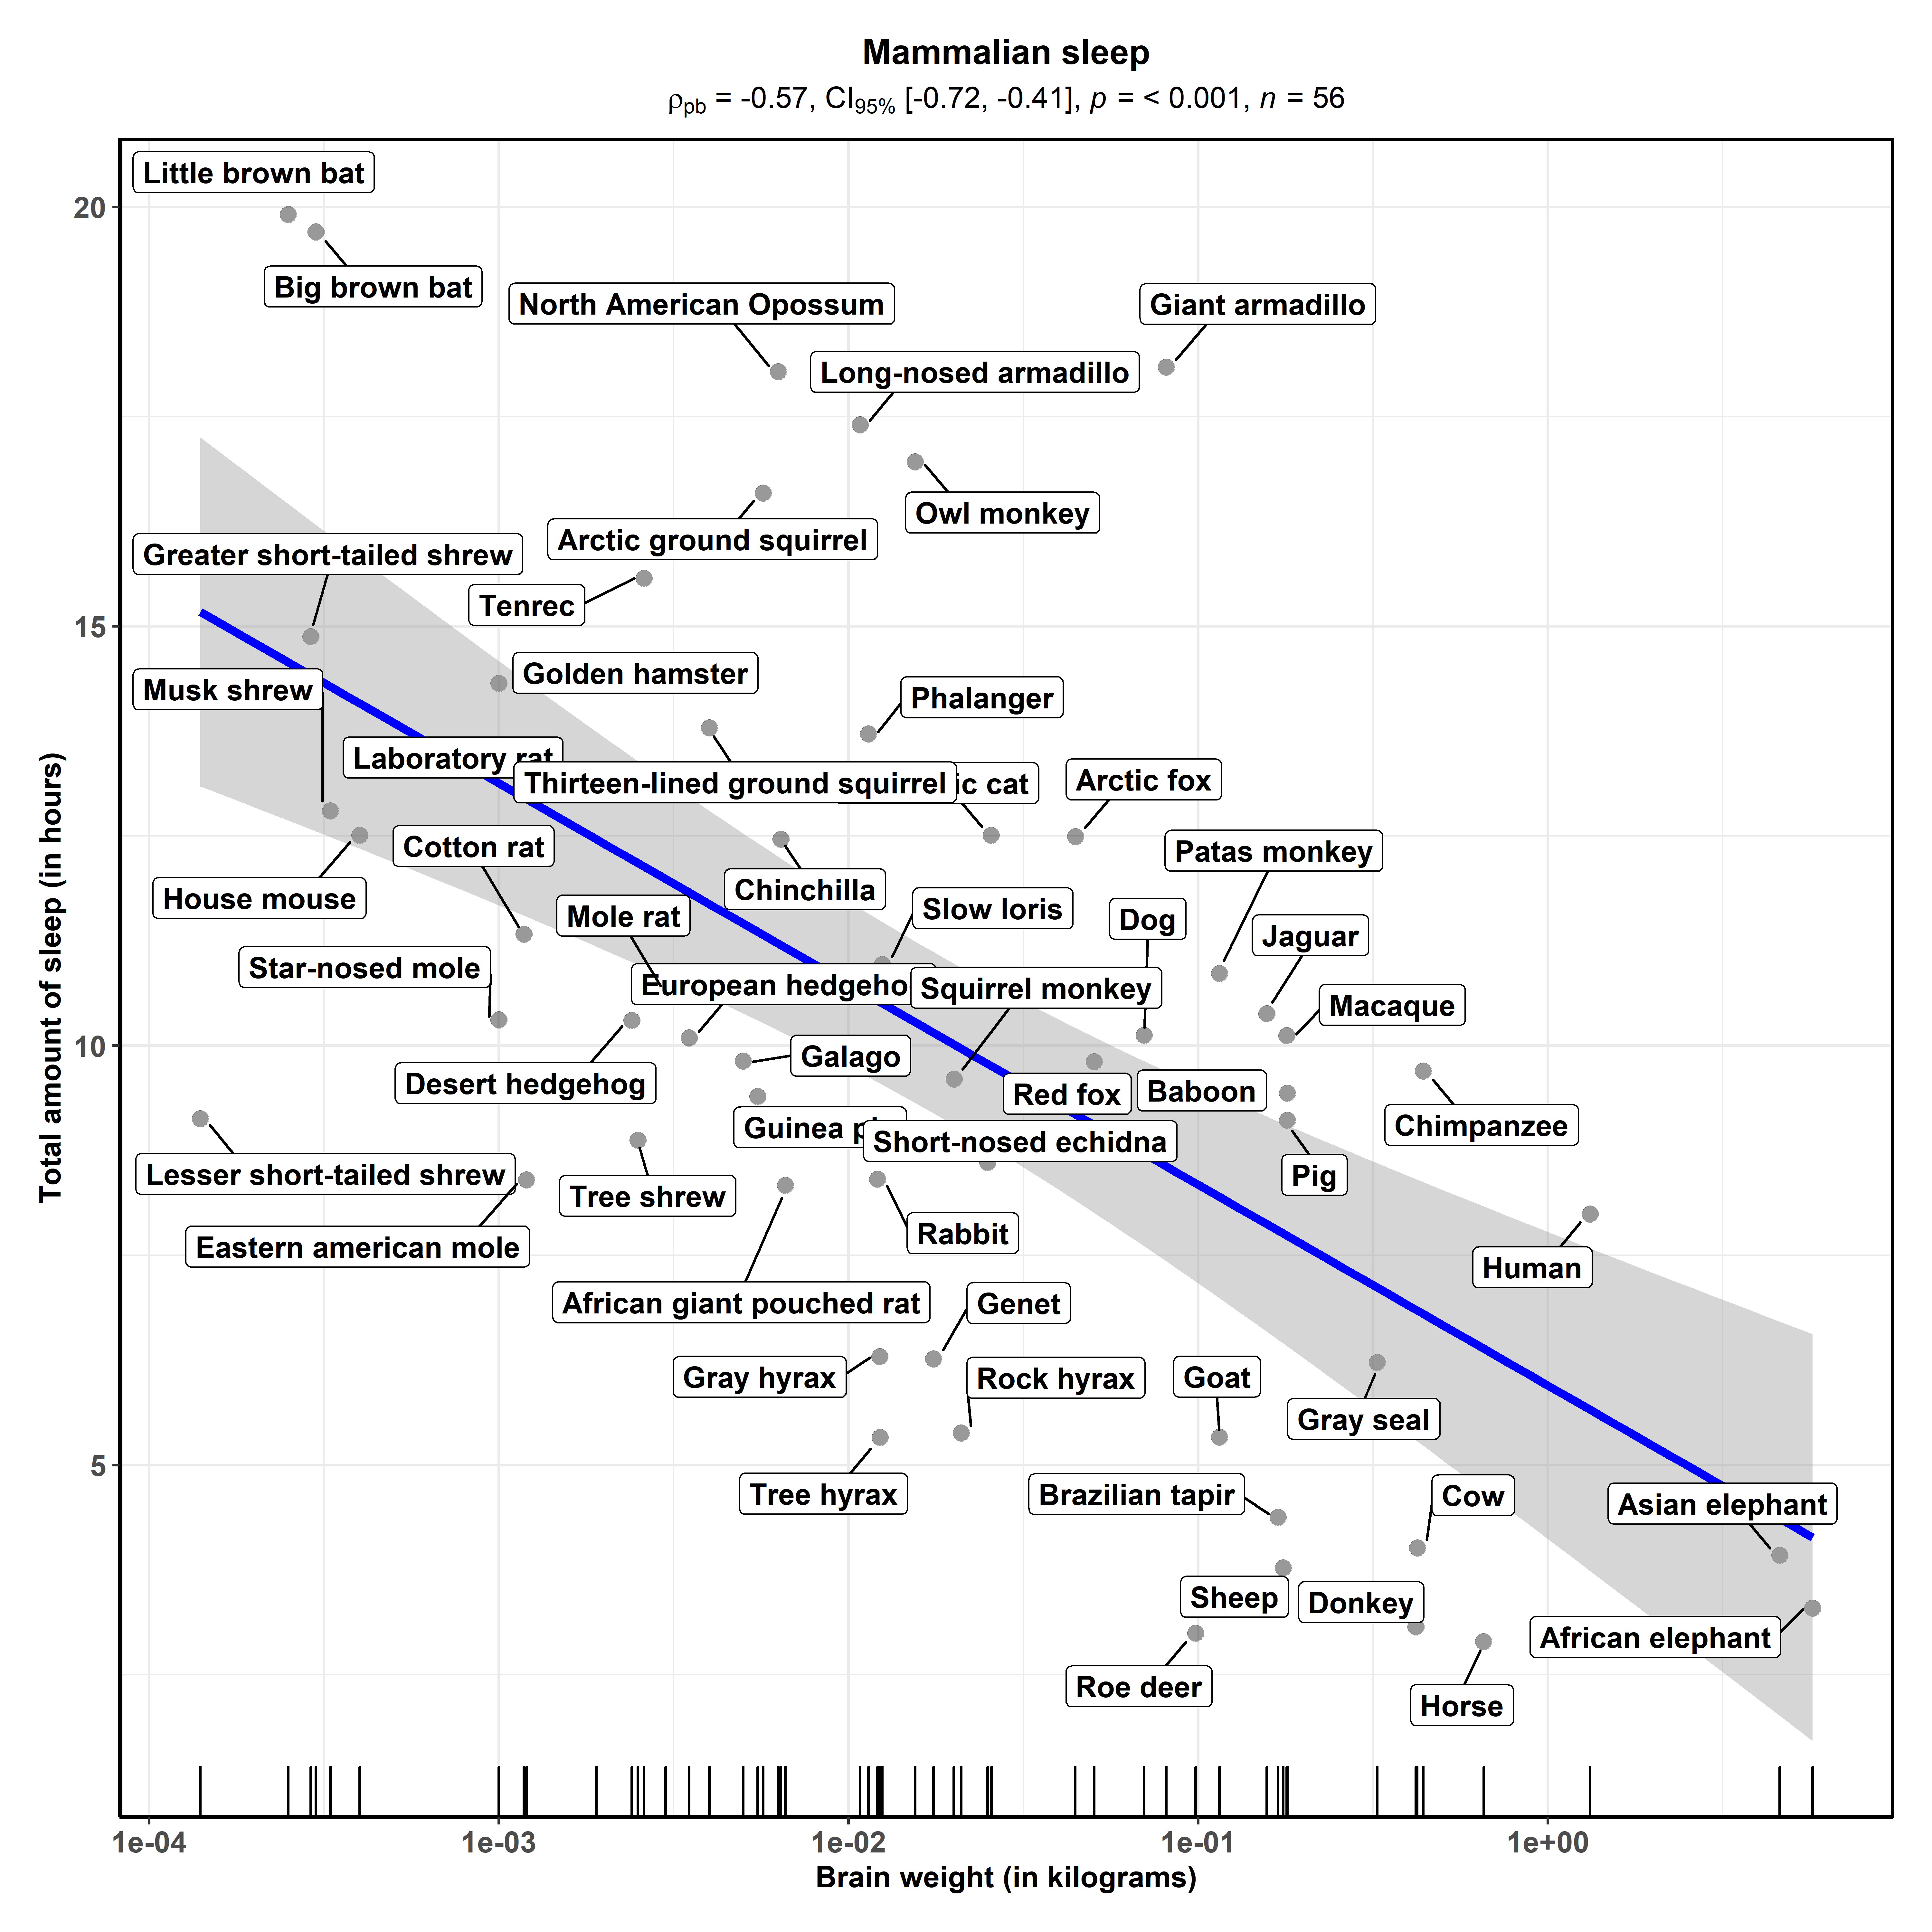 Mammalian sleep
ρpb = -0.57, CI95% [-0.72, -0.41], p = < 0.001, n = 56
Little brown bat
20
Big brown bat
North American Opossum
Giant armadillo
Long-nosed armadillo
Owl monkey
Arctic ground squirrel
Greater short-tailed shrew
Tenrec
15
Golden hamster
Musk shrew
Phalanger
Laboratory rat
Thirteen-lined ground squirrel
cat
Arctic fox
Cotton rat
Patas monkey
House mouse
Chinchilla
Mole rat
Slow loris
Dog
Jaguar
Star-nosed mole
European hedgehog
Squirrel monkey
Macaque
10
Galago
Desert hedgehog
Red fox
Baboon
Chimpanzee
Guinea
Short-nosed echidna
Lesser short-tailed shrew
Tree shrew
Pig
Eastern american mole
Rabbit
Human
African giant pouched rat
Genet
Gray hyrax
Rock hyrax
Goat
Gray seal
5
Tree hyrax
Brazilian tapir
Cow
Asian elephant
Sheep
Donkey
African elephant
Roe deer
Horse
1e-04
1e-03
1e-02
1e-01
1e+00
Brain weight (in kilograms)
Total amount of sleep (in hours)